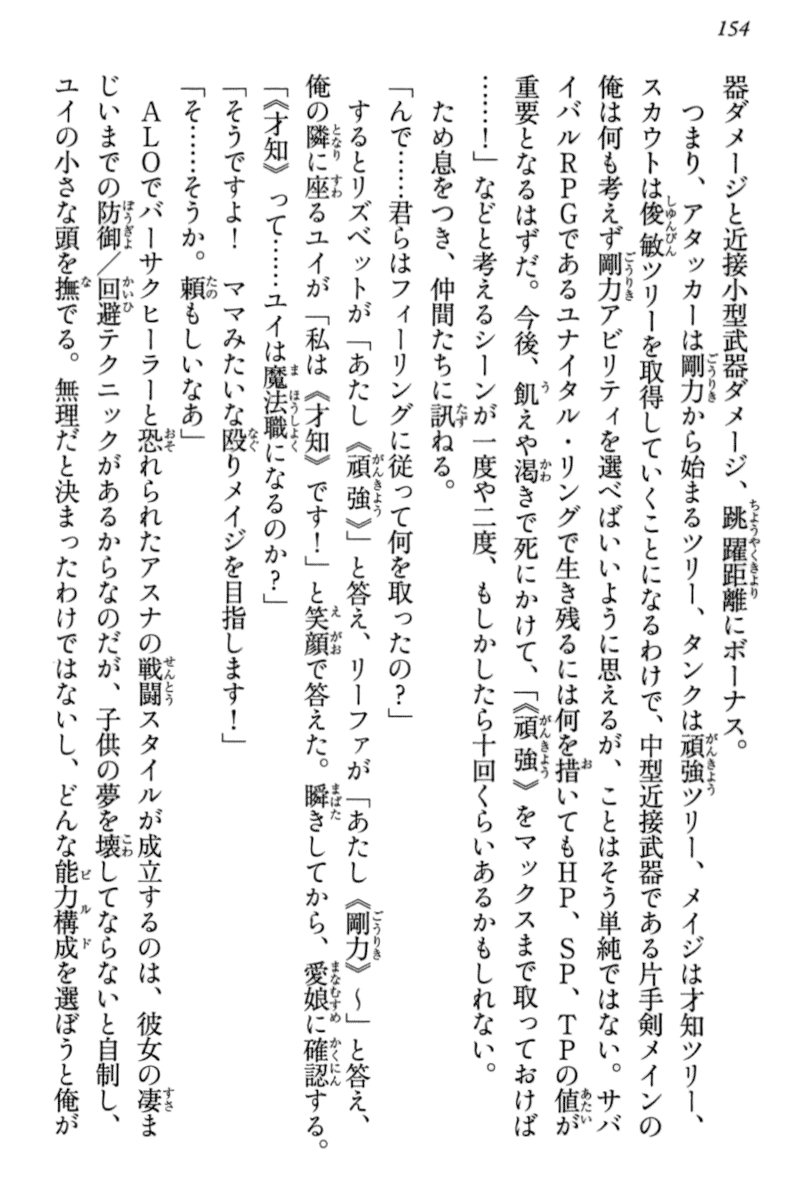 154
器ダメージと近接小型武器ダメージ、跳躍距離にボーナス。
つまり、アタッカーは剛力から始まるツリー、タンクは頑強ツリー、メイジは才知ツリー、
スカウトは俊敏ツリーを取得していくことになるわけで、中型近接武器である片手剣メインの
俺は何も考えず剛力アビリティを選べばいいように思えるが、ことはそう単純ではない。サバ
イバルRPGであるユナイタル・リングで生き残るには何を措いてもHP、SP、TPの値が
重要となるはずだ。今後、飢えや渇きで死にかけて、「《頑強》をマックスまで取っておけば
……！」などと考えるシーンが一度や二度、もしかしたら十回くらいあるかもしれない。
ため息をつき、仲間たちに訊ねる。
「んで……君らはフィーリングに従って何を取ったの？」
するとリズベットが「あたし《頑強》」と答え、リーファが「あたし《剛力》～」と答え、
俺の隣に座るユイが「私は《才知》です！」と笑顔で答えた。瞬きしてから、愛娘に確認する。
「《才知》って……ユイは魔法職になるのか？」
「そうですよ！　ママみたいな殴りメイジを目指します！」
「そ……そうか。頼もしいなあ」
ALOでバーサクヒーラーと恐れられたアスナの戦闘スタイルが成立するのは、彼女の凄ま
じいまでの防御／回避テクニックがあるからなのだが、子供の夢を壊してならないと自制し、
ユイの小さな頭を撫でる。無理だと決まったわけではないし、どんな能力構成を選ぼうと俺が